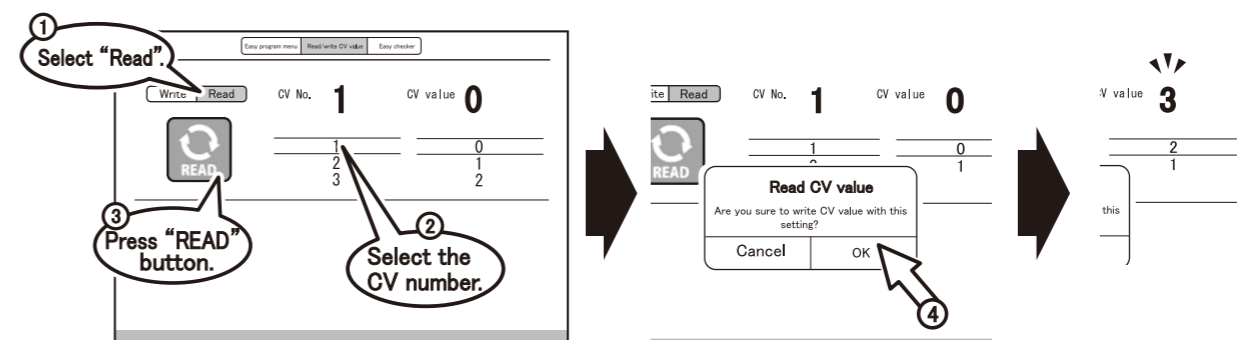 ①
Select “Read”.
Easy program menu Read/write CV value Easy checker
Write Read CV No. 1 CV value 0
READ
1 0
2 1
3 2
③
Press “READ”
button.
②
Select the
CV number.
ite Read CV No. 1 CV value 0
READ
1 0
1
Read CV value
Are you sure to write CV value with this
setting?
Cancel OK
④
CV value 3
2
1
this